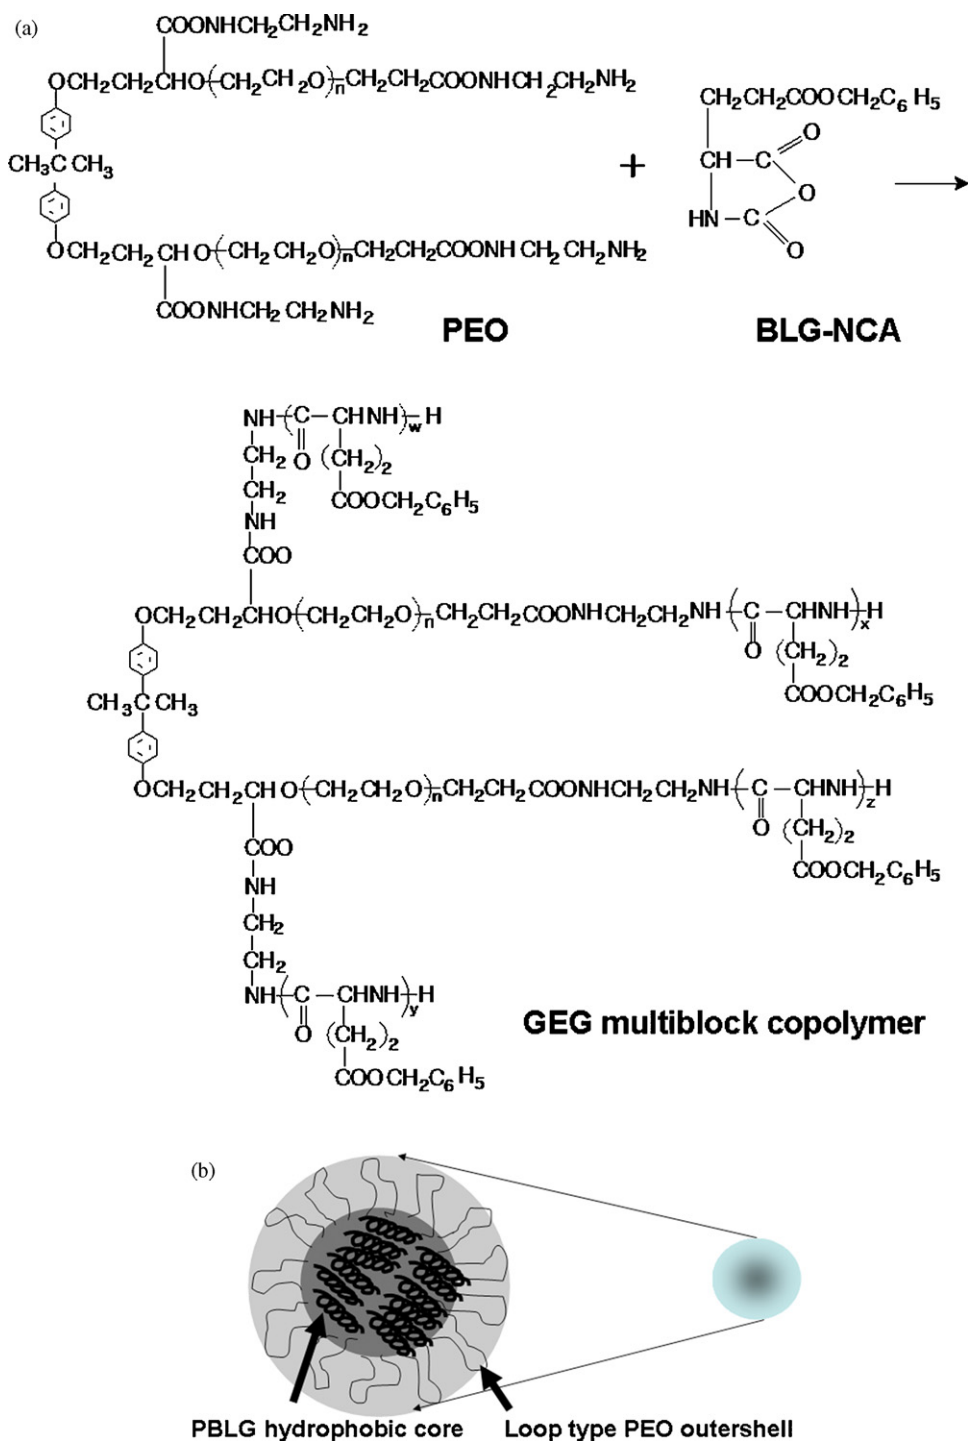 (a)
COONHCH2CH2NH2
OCH2CH2CHO(CH2CH2O)nCH2CH2COONHCH2CH2NH2
CH3CCH3
OCH2CH2CHO(CH2CH2O)nCH2CH2COONHCH2CH2NH2
COONHCH2CH2NH2
PEO
+
CH2CH2COOCH2C6H5
CH–C
O
O
HN–C
O
BLG-NCA
NH(C–CHNH)wH
CH2 O (CH2)2
CH2 COOCH2C6H5
NH
COO
OCH2CH2CHO(CH2CH2O)nCH2CH2COONHCH2CH2NH(C–CHNH)xH
O (CH2)2
COOCH2C6H5
CH3CCH3
OCH2CH2CHO(CH2CH2O)nCH2CH2COONHCH2CH2NH(C–CHNH)zH
O (CH2)2
COOCH2C6H5
COO
NH
CH2
CH2
NH(C–CHNH)yH
O (CH2)2
COOCH2C6H5
GEG multiblock copolymer
(b)
PBLG hydrophobic core
Loop type PEO outershell